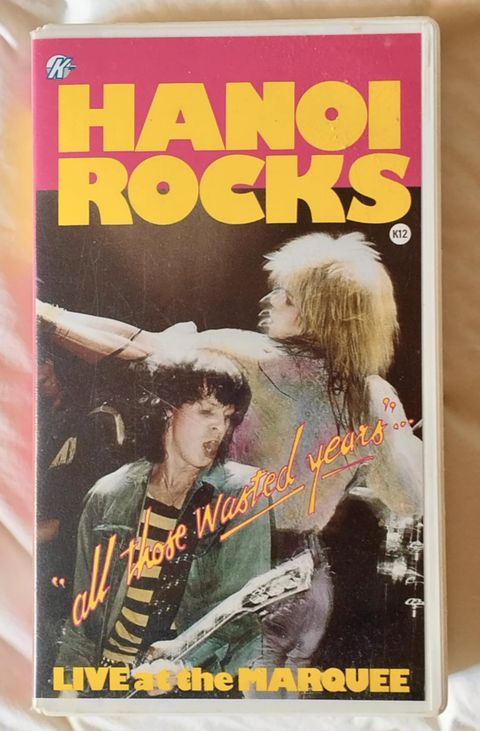 K
HANOI
ROCKS
K12
"all those wasted years"...
LIVE at the MARQUEE